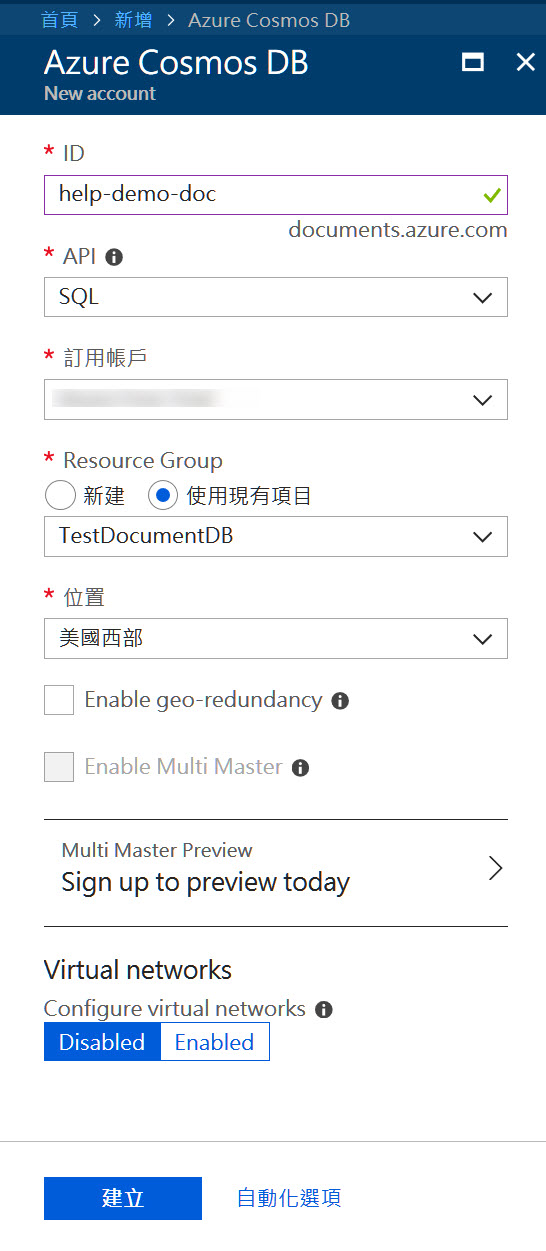 首頁 > 新增 > Azure Cosmos DB
Azure Cosmos DB
New account
* ID
help-demo-doc
documents.azure.com
* API
SQL
* 訂用帳戶
* Resource Group
新建 使用現有項目
TestDocumentDB
* 位置
美國西部
Enable geo-redundancy
Enable Multi Master
Multi Master Preview
Sign up to preview today
Virtual networks
Configure virtual networks
Disabled Enabled
建立 自動化選項